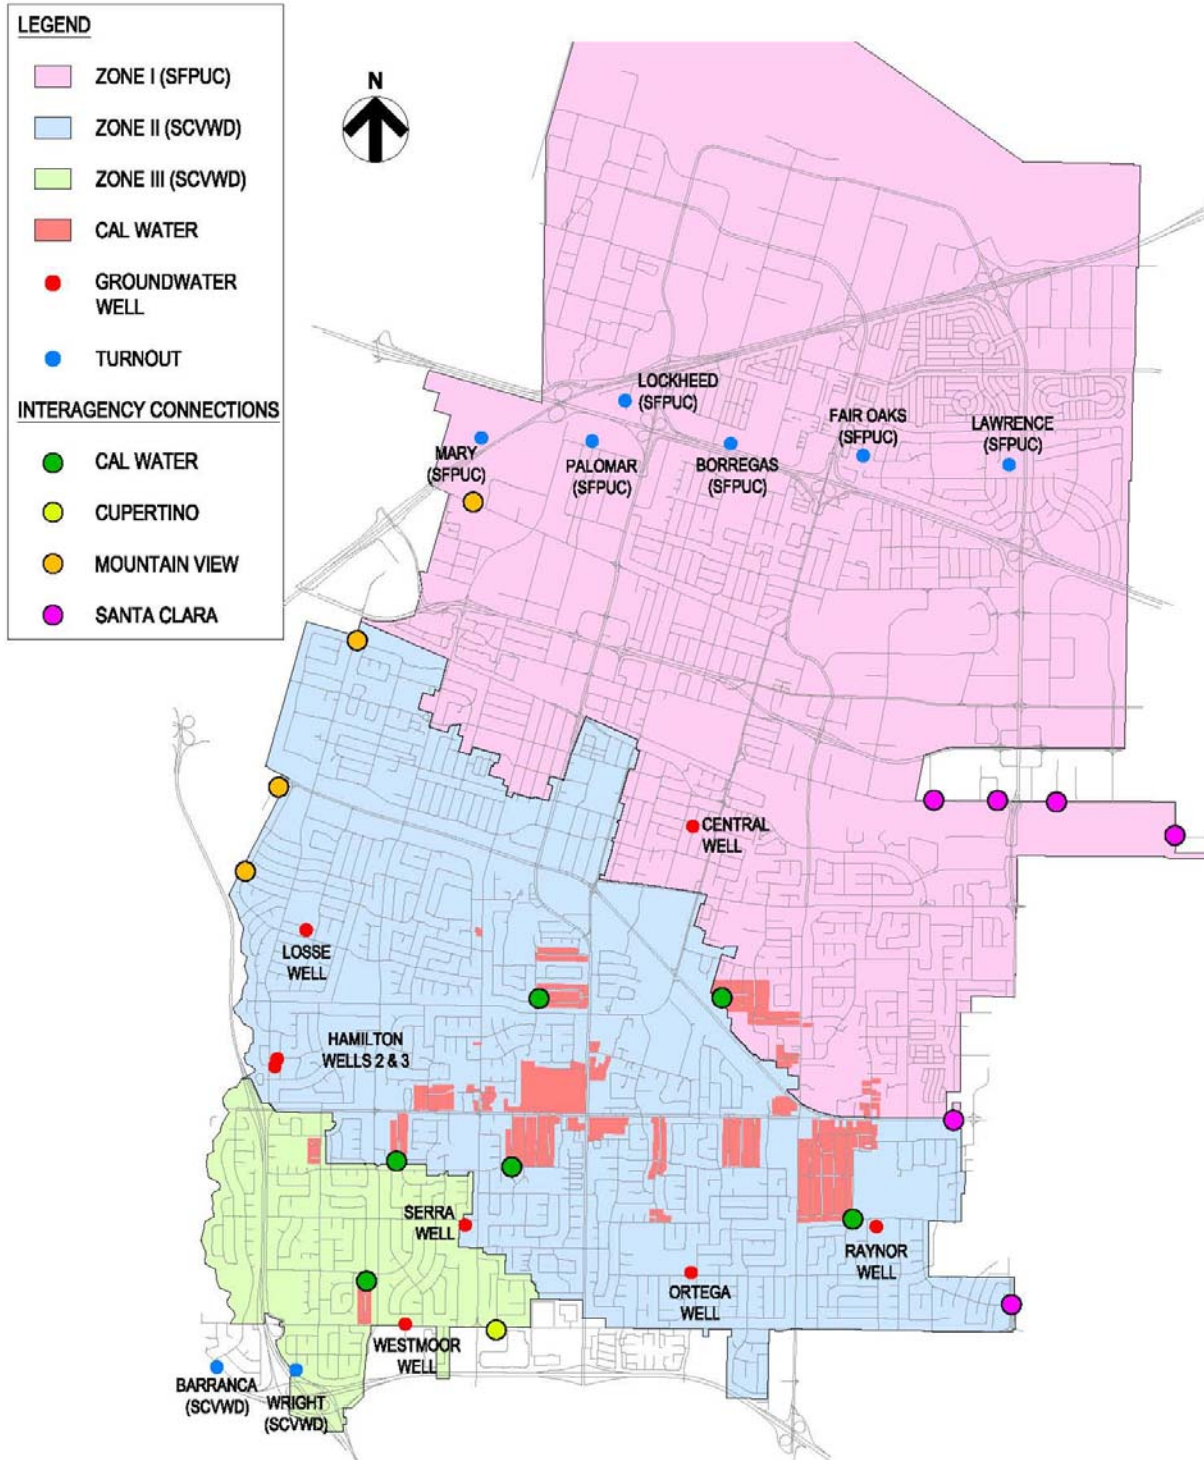 LEGEND
ZONE I (SFPUC)
ZONE II (SCVWD)
ZONE III (SCVWD)
CAL WATER
GROUNDWATER
WELL
TURNOUT
INTERAGENCY CONNECTIONS
CAL WATER
CUPERTINO
MOUNTAIN VIEW
SANTA CLARA
N
LOCKHEED
(SFPUC)
MARY
(SFPUC)
PALOMAR
(SFPUC)
BORREGAS
(SFPUC)
FAIR OAKS
(SFPUC)
LAWRENCE
(SFPUC)
CENTRAL
WELL
LOSSE
WELL
HAMILTON
WELLS 2 & 3
SERRA
WELL
RAYNOR
WELL
ORTEGA
WELL
WESTMOOR
WELL
BARRANCA
(SCVWD)
WRIGHT
(SCVWD)